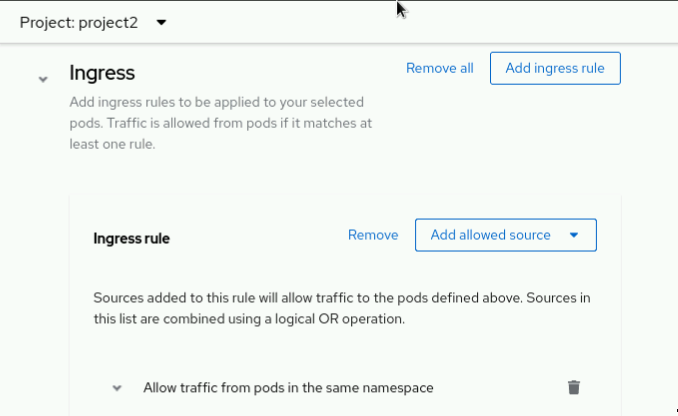 Project: project2
Ingress
Remove all
Add ingress rule
Add ingress rules to be applied to your selected
pods. Traffic is allowed from pods if it matches at
least one rule.
Ingress rule
Remove
Add allowed source
Sources added to this rule will allow traffic to the pods defined above. Sources in
this list are combined using a logical OR operation.
Allow traffic from pods in the same namespace